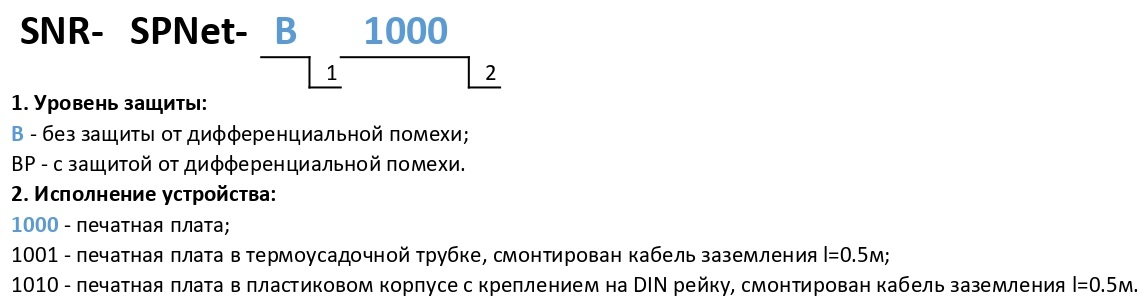 SNR- SPNet- B 1000
1 2
1. Уровень защиты:
B - без защиты от дифференциальной помехи;
BP - с защитой от дифференциальной помехи.
2. Исполнение устройства:
1000 - печатная плата;
1001 - печатная плата в термоусадочной трубке, смонтирован кабель заземления l=0.5м;
1010 - печатная плата в пластиковом корпусе с креплением на DIN рейку, смонтирован кабель заземления l=0.5м.